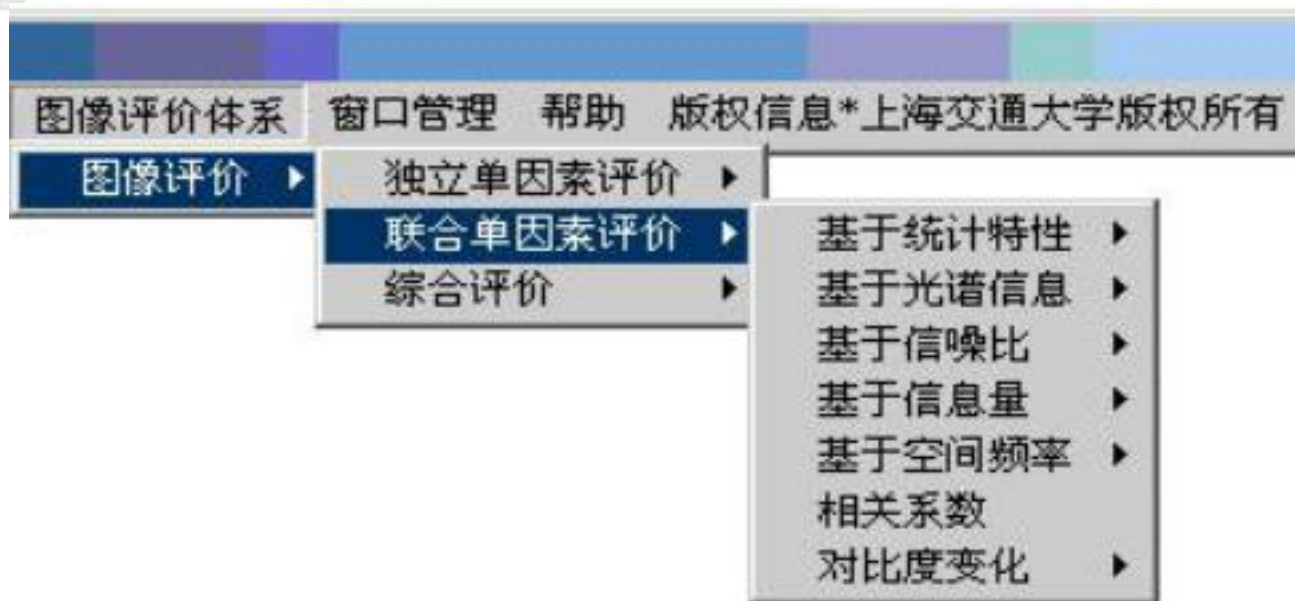 图像评价体系 窗口管理 帮助 版权信息*上海交通大学版权所有
图像评价
独立单因素评价
联合单因素评价
综合评价
基于统计特性
基于光谱信息
基于信噪比
基于信息量
基于空间频率
相关系数
对比度变化